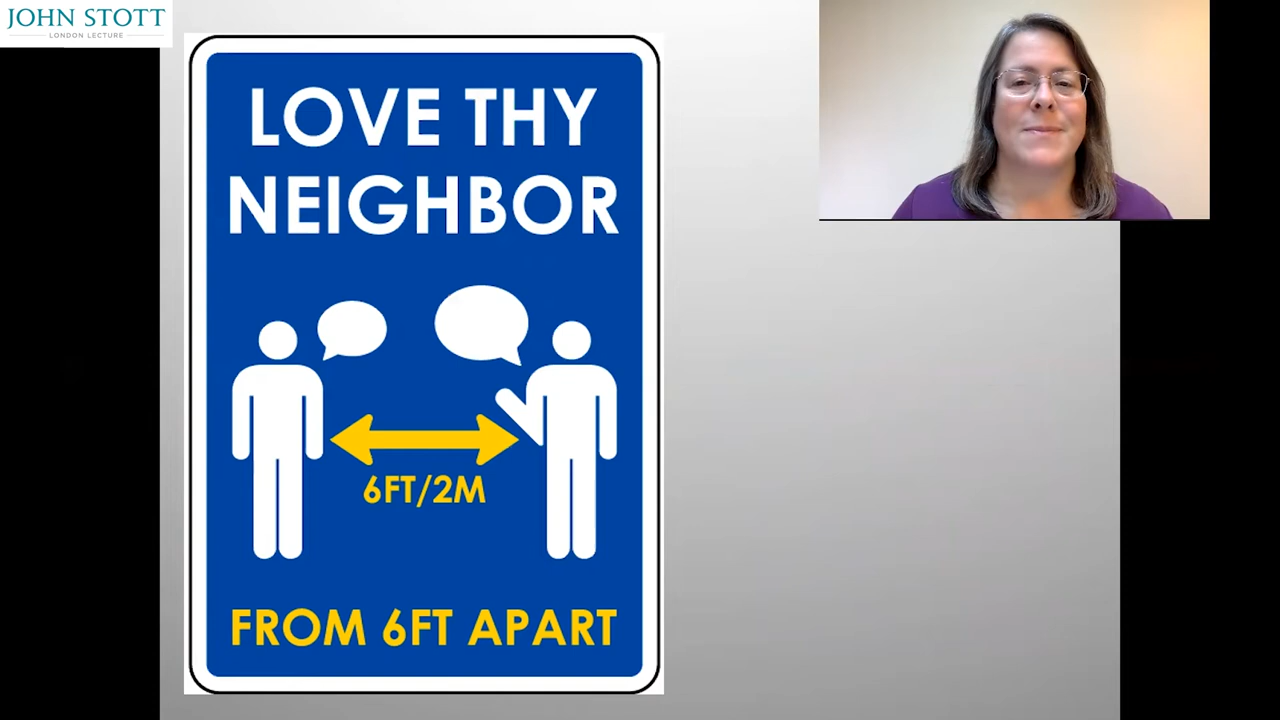 JOHN STOTT
LONDON LECTURE
LOVE THY
NEIGHBOR
6FT/2M
FROM 6FT APART